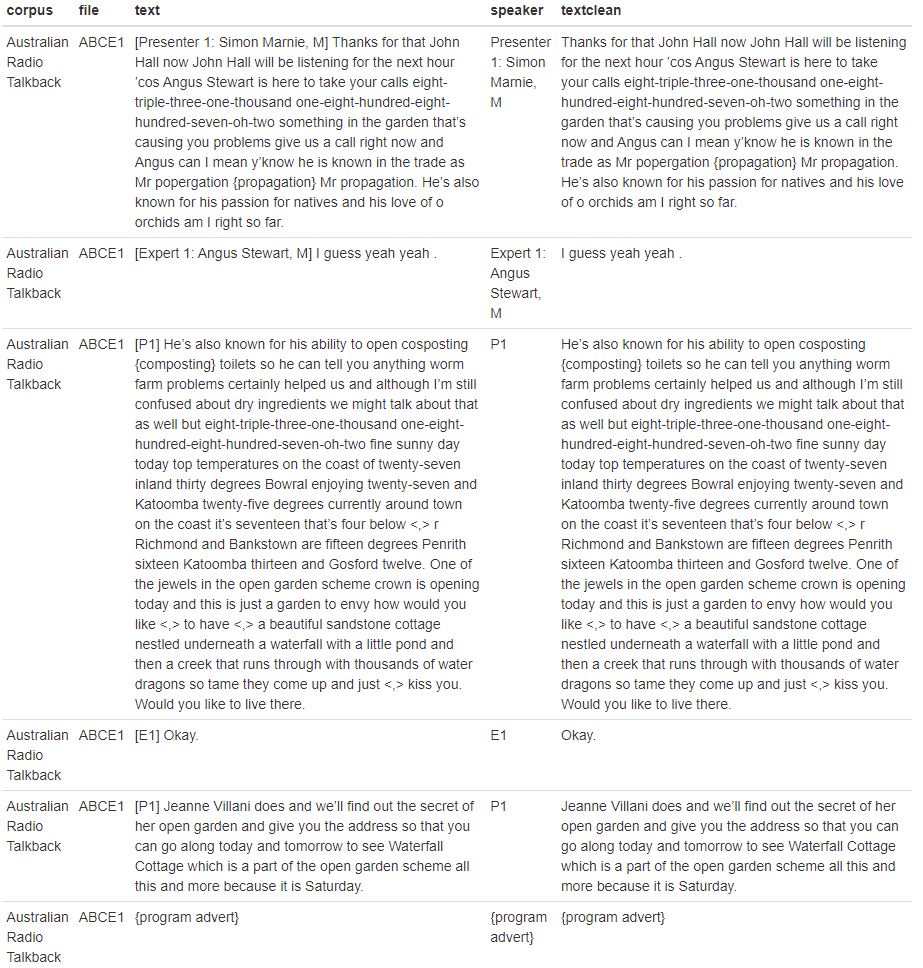 corpus file text speaker textclean
Australian Radio Talkback
ABCE1
[Presenter 1: Simon Marnie, M] Thanks for that John
Hall now John Hall will be listening for the next hour
'cos Angus Stewart is here to take your calls eight-
triple-three-one-thousand one-eight-hundred-eight-
hundred-seven-oh-two something in the garden that's
causing you problems give us a call right now and
Angus can I mean y'know he is known in the trade as
Mr popergation {propagation} Mr propagation. He's also
known for his passion for natives and his love of o
orchids am I right so far.
Presenter
1: Simon
Marnie,
M
Thanks for that John Hall now John Hall will be listening
for the next hour 'cos Angus Stewart is here to take
your calls eight-triple-three-one-thousand one-eight-
hundred-eight-hundred-seven-oh-two something in the
garden that's causing you problems give us a call right
now and Angus can I mean y'know he is known in the
trade as Mr popergation {propagation} Mr propagation.
He's also known for his passion for natives and his love
of o orchids am I right so far.
Australian
Radio
Talkback
ABCE1
[Expert 1: Angus Stewart, M] I guess yeah yeah .
Expert 1:
Angus
Stewart,
M
I guess yeah yeah .
Australian
Radio
Talkback
ABCE1
[P1] He's also known for his ability to open cosposting
{composting} toilets so he can tell you anything worm
farm problems certainly helped us and although I'm still
confused about dry ingredients we might talk about that
as well but eight-triple-three-one-thousand one-eight-
hundred-eight-hundred-seven-oh-two fine sunny day
today top temperatures on the coast of twenty-seven
inland thirty degrees Bowral enjoying twenty-seven and
Katoomba twenty-five degrees currently around town
on the coast it's seventeen that's four below <,> r
Richmond and Bankstown are fifteen degrees Penrith
sixteen Katoomba thirteen and Gosford twelve. One of
the jewels in the open garden scheme crown is opening
today and this is just a garden to envy how would you
like <,> to have <,> a beautiful sandstone cottage
nestled underneath a waterfall with a little pond and
then a creek that runs through with thousands of water
dragons so tame they come up and just <,> kiss you.
Would you like to live there.
P1
He's also known for his ability to open cosposting
{composting} toilets so he can tell you anything worm
farm problems certainly helped us and although I'm still
confused about dry ingredients we might talk about that
as well but eight-triple-three-one-thousand one-eight-
hundred-eight-hundred-seven-oh-two fine sunny day
today top temperatures on the coast of twenty-seven
inland thirty degrees Bowral enjoying twenty-seven and
Katoomba twenty-five degrees currently around town
on the coast it's seventeen that's four below <,> r
Richmond and Bankstown are fifteen degrees Penrith
sixteen Katoomba thirteen and Gosford twelve. One of
the jewels in the open garden scheme crown is opening
today and this is just a garden to envy how would you
like <,> to have <,> a beautiful sandstone cottage
nestled underneath a waterfall with a little pond and
then a creek that runs through with thousands of water
dragons so tame they come up and just <,> kiss you.
Would you like to live there.
Australian
Radio
Talkback
ABCE1
[E1] Okay.
E1
Okay.
Australian
Radio
Talkback
ABCE1
[P1] Jeanne Villani does and we'll find out the secret of
her open garden and give you the address so that you
can go along today and tomorrow to see Waterfall
Cottage which is a part of the open garden scheme all
this and more because it is Saturday.
P1
Jeanne Villani does and we'll find out the secret of her
open garden and give you the address so that you can
go along today and tomorrow to see Waterfall Cottage
which is a part of the open garden scheme all this and
more because it is Saturday.
Australian
Radio
Talkback
ABCE1
{program advert}
{program
advert}
{program advert}